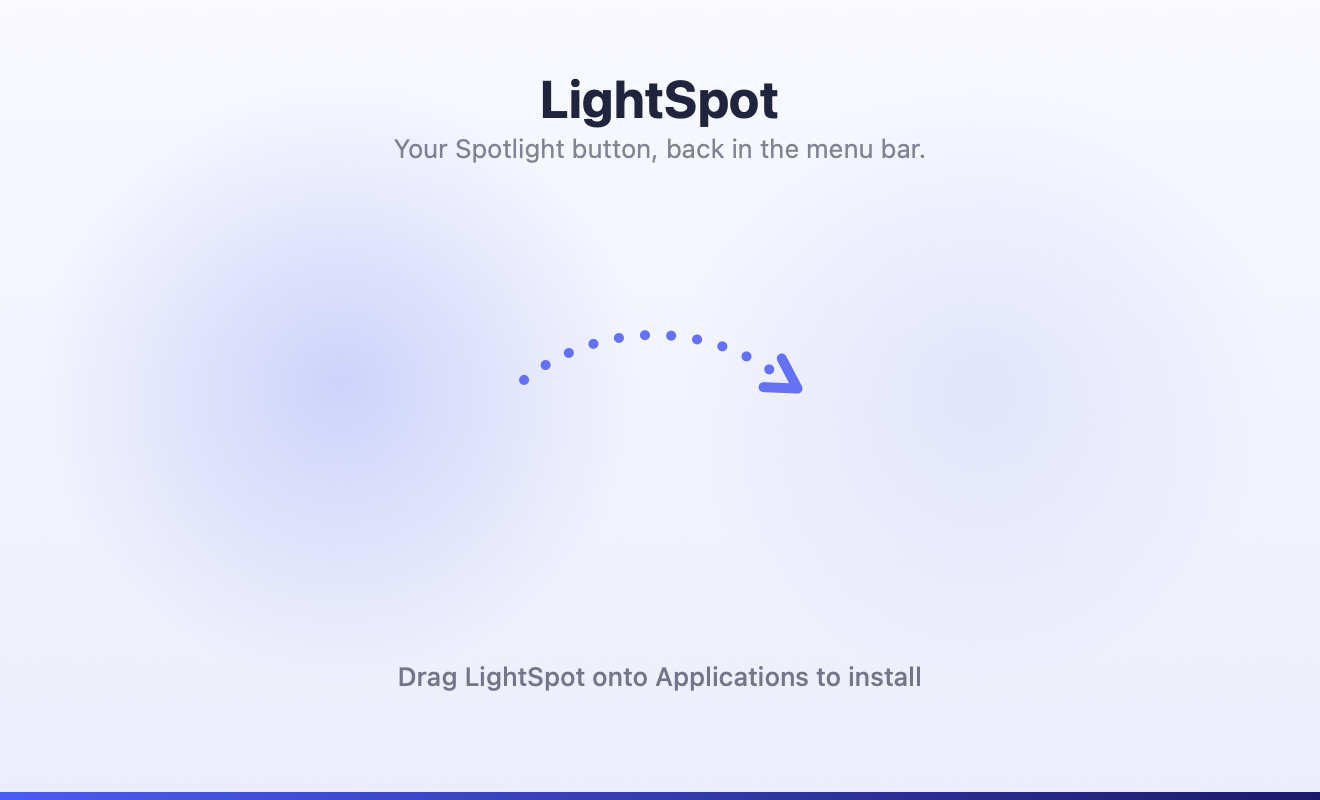 LightSpot
Your Spotlight button, back in the menu bar.
Drag LightSpot onto Applications to install